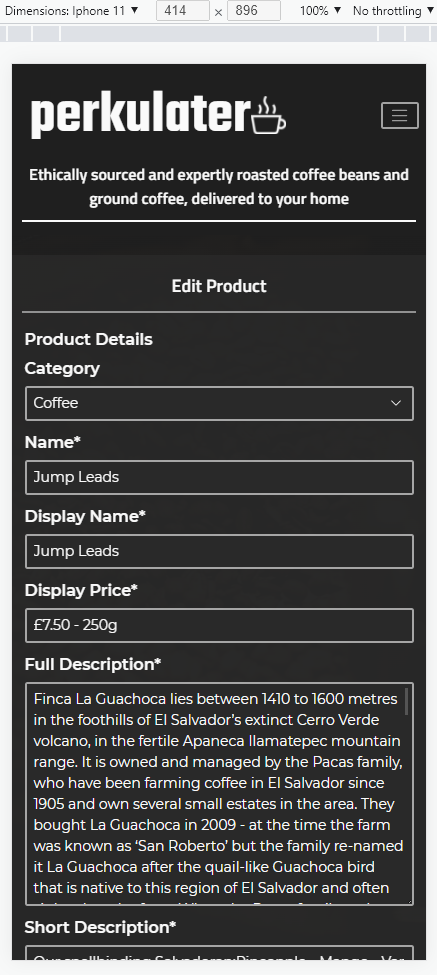 Dimensions: Iphone 11 ▼ 414 × 896 100% ▼ No throttling ▼
perkulater
Ethically sourced and expertly roasted coffee beans and
ground coffee, delivered to your home
Edit Product
Product Details
Category
Coffee
Name*
Jump Leads
Display Name*
Jump Leads
Display Price*
£7.50 - 250g
Full Description*
Finca La Guachoca lies between 1410 to 1600 metres
in the foothills of El Salvador's extinct Cerro Verde
volcano, in the fertile Apaneca Ilamatepec mountain
range. It is owned and managed by the Pacas family,
who have been farming coffee in El Salvador since
1905 and own several small estates in the area. They
bought La Guachoca in 2009 - at the time the farm
was known as ‘San Roberto’ but the family re-named
it La Guachoca after the quail-like Guachoca bird
that is native to this region of El Salvador and often
Short Description*